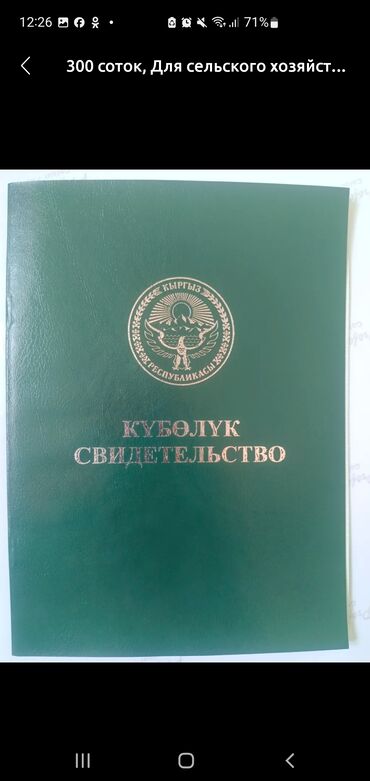 12:26
71%
300 соток, Для сельского хозяйст...
КЫРГЫЗ
РЕСПУБЛИКАСЫ
КҮБӨЛҮК
СВИДЕТЕЛЬСТВО